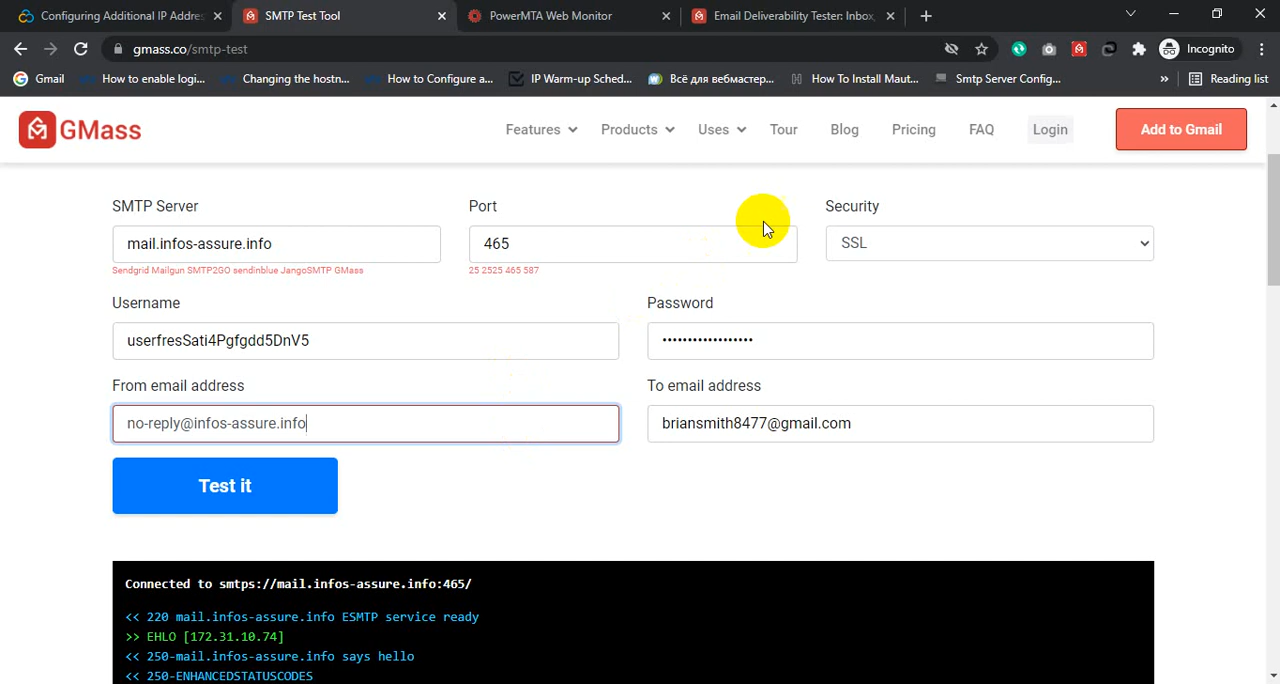 Configuring Additional IP Addres
SMTP Test Tool
PowerMTA Web Monitor
Email Deliverability Tester: Inbox,
gmass.co/smtp-test
Incognito
Gmail
How to enable logi...
Changing the hostn...
How to Configure a...
IP Warm-up Sched...
Всё для вебмастер...
How To Install Maut...
Smtp Server Config...
»
Reading list
GMass
Features
Products
Uses
Tour
Blog
Pricing
FAQ
Login
Add to Gmail
SMTP Server
Port
Security
mail.infos-assure.info
465
SSL
Sendgrid Mailgun SMTP2GO sendinblue JangoSMTP GMass
25 2525 465 587
Username
Password
userfresSati4Pgfgdd5DnV5
••••••••••••••••••
From email address
To email address
no-reply@infos-assure.info
briansmith8477@gmail.com
Test it
Connected to smtps://mail.infos-assure.info:465/
<< 220 mail.infos-assure.info ESMTP service ready
>> EHLO [172.31.10.74]
<< 250-mail.infos-assure.info says hello
<< 250-ENHANCEDSTATUSCODES